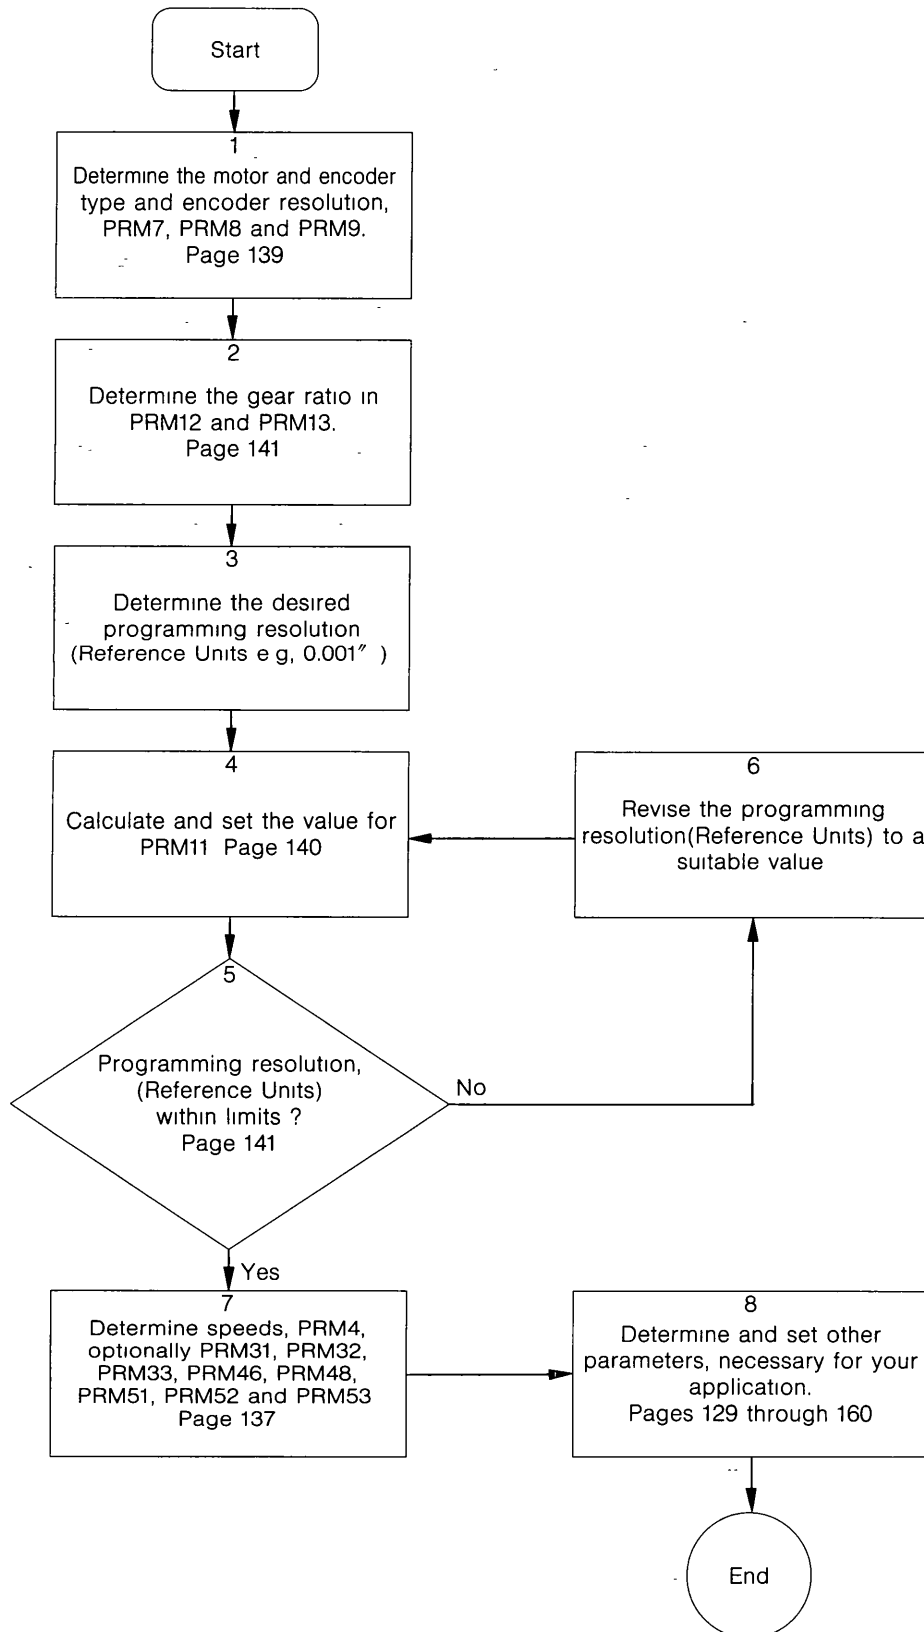 Start
1
Determine the motor and encoder
type and encoder resolution,
PRM7, PRM8 and PRM9.
Page 139
2
Determine the gear ratio in
PRM12 and PRM13.
Page 141
3
Determine the desired
programming resolution
(Reference Units e g, 0.001″ )
4
Calculate and set the value for
PRM11 Page 140
6
Revise the programming
resolution(Reference Units) to a
suitable value
5
Programming resolution,
(Reference Units)
within limits ?
Page 141
No
Yes
7
Determine speeds, PRM4,
optionally PRM31, PRM32,
PRM33, PRM46, PRM48,
PRM51, PRM52 and PRM53
Page 137
8
Determine and set other
parameters, necessary for your
application.
Pages 129 through 160
End